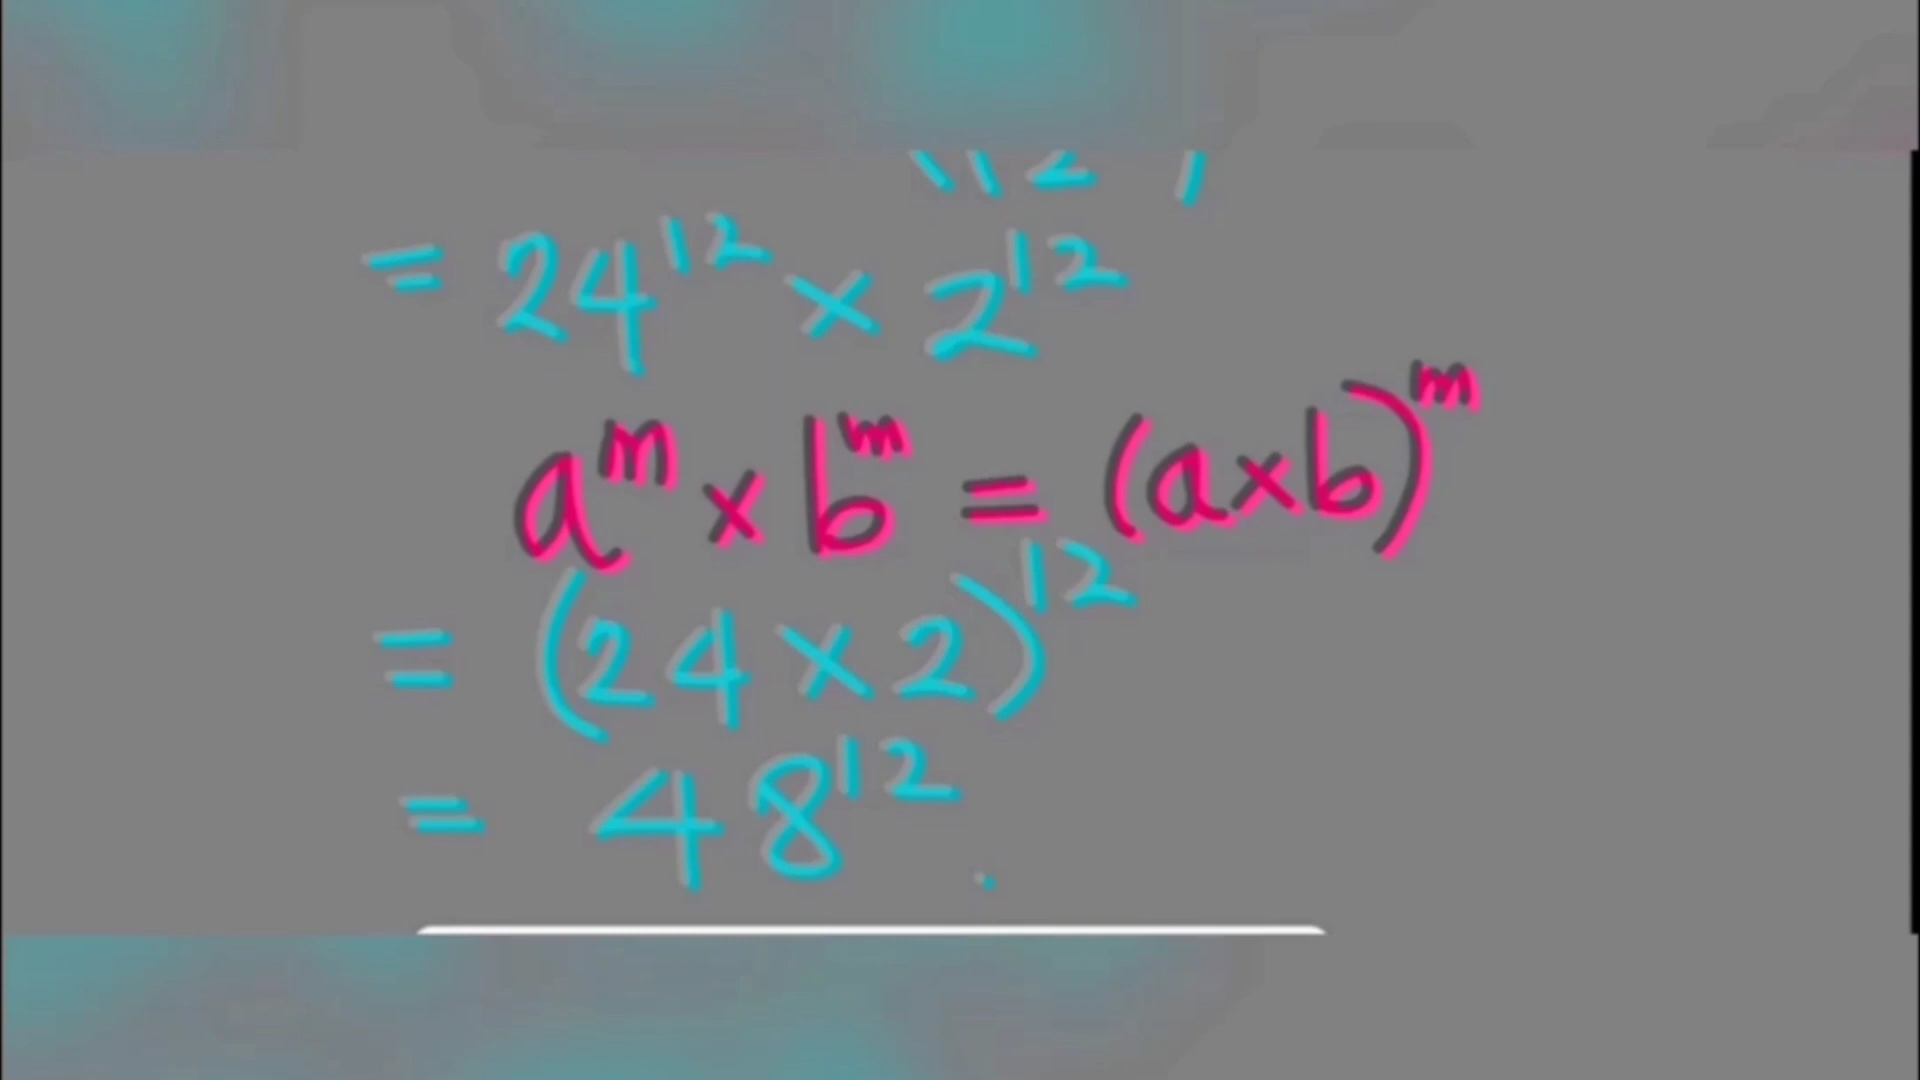 = 24¹² × 2¹²
aᵐ × bᵐ = (a×b)ᵐ
= (24×2)¹²
= 48¹²